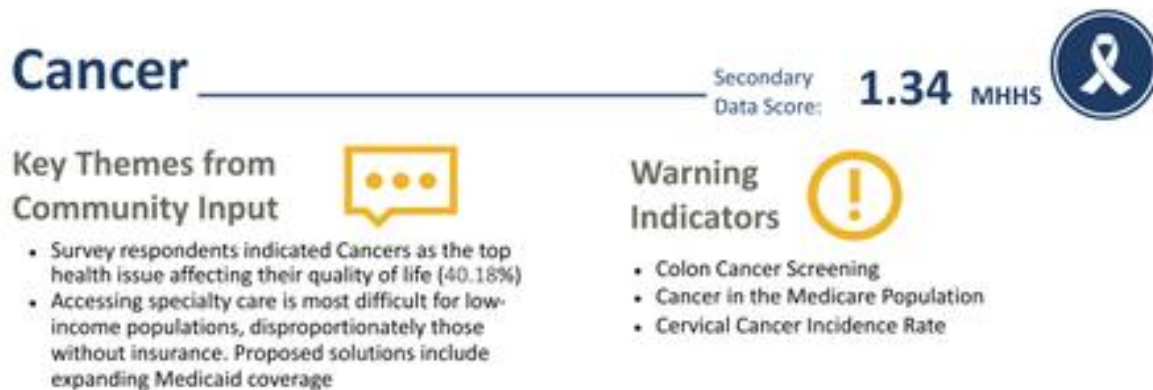 Cancer
Secondary
Data Score:
1.34 MHHS
Key Themes from
Community Input
• Survey respondents indicated Cancers as the top
health issue affecting their quality of life (40.18%)
• Accessing specialty care is most difficult for low-
income populations, disproportionately those
without insurance. Proposed solutions include
expanding Medicaid coverage
Warning
Indicators
• Colon Cancer Screening
• Cancer in the Medicare Population
• Cervical Cancer Incidence Rate